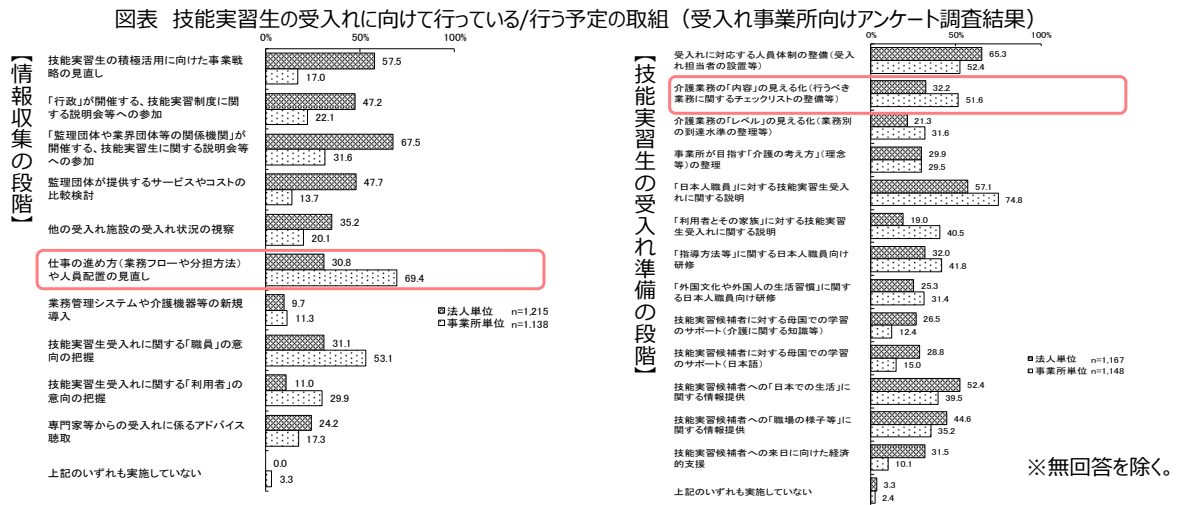 図表 技能実習生の受入れに向けて行っている/行う予定の取組（受入れ事業所向けアンケート調査結果）
【情報収集の段階】
0%
50%
100%
技能実習生の積極活用に向けた事業戦
略の見直し
57.5
17.0
「行政」が開催する、技能実習制度に関
する説明会等への参加
47.2
22.1
「監理団体や業界団体等の関係機関」が
開催する、技能実習生に関する説明会等
への参加
67.5
31.6
監理団体が提供するサービスやコストの
比較検討
47.7
13.7
他の受入れ施設の受入れ状況の視察
35.2
20.1
仕事の進め方（業務フローや分担方法）
や人員配置の見直し
30.8
69.4
業務管理システムや介護機器等の新規
導入
9.7
11.3
技能実習生受入れに関する「職員」の意
向の把握
31.1
53.1
技能実習生受入れに関する「利用者」の
意向の把握
11.0
29.9
専門家等からの受入れに係るアドバイス
聴取
24.2
17.3
上記のいずれも実施していない
0.0
3.3
法人単位 n=1,215
事業所単位 n=1.138
【技能実習生の受入れ準備の段階】
0%
50%
100%
受入れに対応する人員体制の整備（受入
れ担当者の設置等）
65.3
52.4
介護業務の「内容」の見える化（行うべき
業務に関するチェックリストの整備等）
32.2
51.6
介護業務の「レベル」の見える化（業務別
の到達水準の整理等）
21.3
31.6
事業所が目指す「介護の考え方」（理念
等）の整理
29.9
29.5
「日本人職員」に対する技能実習生受入
れに関する説明
57.1
74.8
「利用者とその家族」に対する技能実習
生受入れに関する説明
19.0
40.5
「指導方法等」に関する日本人職員向け
研修
32.0
41.8
「外国文化や外国人の生活習慣」に関す
る日本人職員向け研修
25.3
31.4
技能実習候補者に対する母国での学習
のサポート（介護に関する知識等）
26.5
12.4
技能実習候補者に対する母国での学習
のサポート（日本語）
28.8
15.0
技能実習候補者への「日本での生活」に
関する情報提供
52.4
39.5
技能実習候補者への「職場の様子等」に
関する情報提供
44.6
35.2
技能実習候補者への来日に向けた経済
的支援
31.5
10.1
上記のいずれも実施していない
3.3
2.4
法人単位 n=1,167
事業所単位 n=1,148
※無回答を除く。